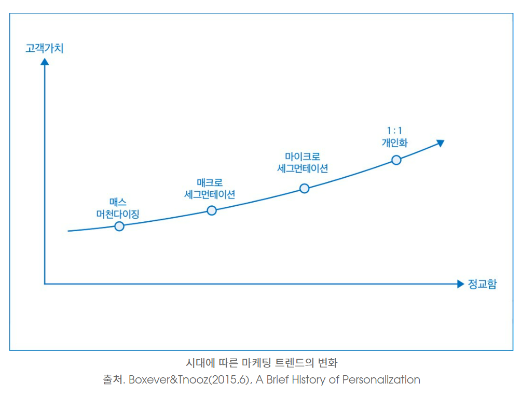 고객가치
1 : 1
개인화
마이크로
세그먼테이션
매크로
세그먼테이션
매스
머천다이징
정교함
시대에 따른 마케팅 트렌드의 변화
출처. Boxever&Tnooz(2015.6). A Brief History of Personalization